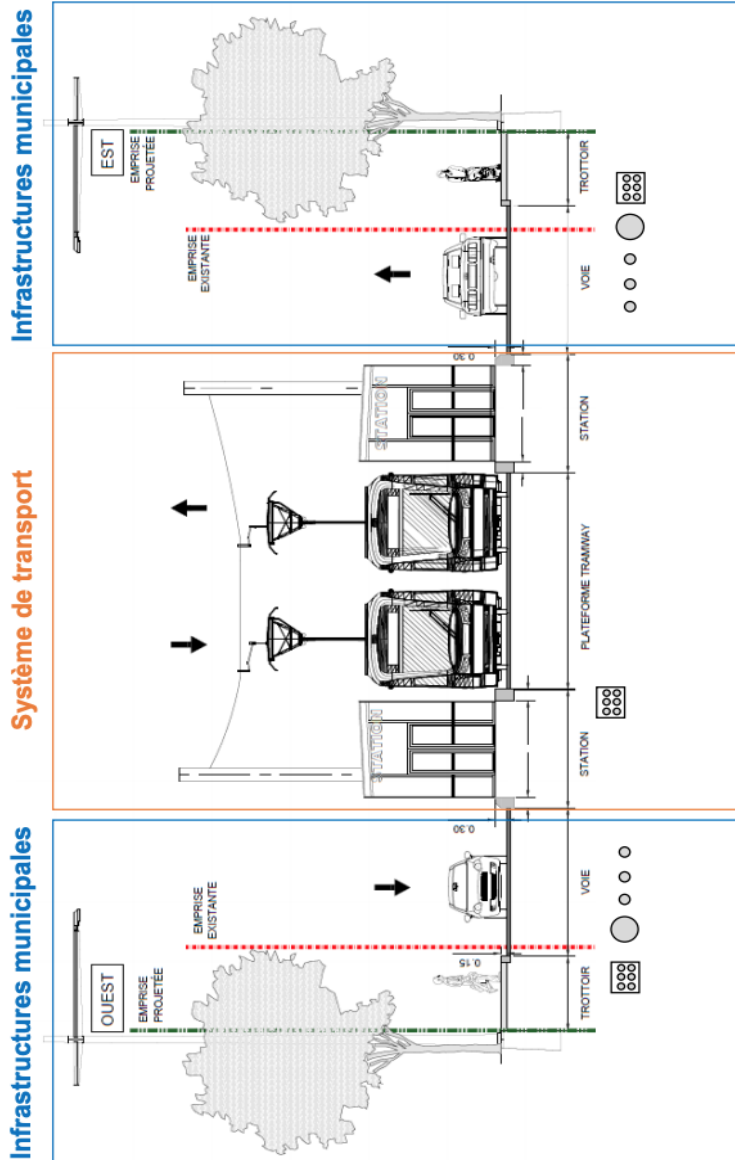 Infrastructures municipales
Système de transport
Infrastructures municipales
OUEST
EST
EMPRISE
PROJETÉE
EMPRISE
PROJETÉE
EMPRISE
EXISTANTE
EMPRISE
EXISTANTE
STATION
STATION
0.15
0.30
0.30
TROTTOIR
VOIE
STATION
PLATEFORME TRAMWAY
STATION
VOIE
TROTTOIR